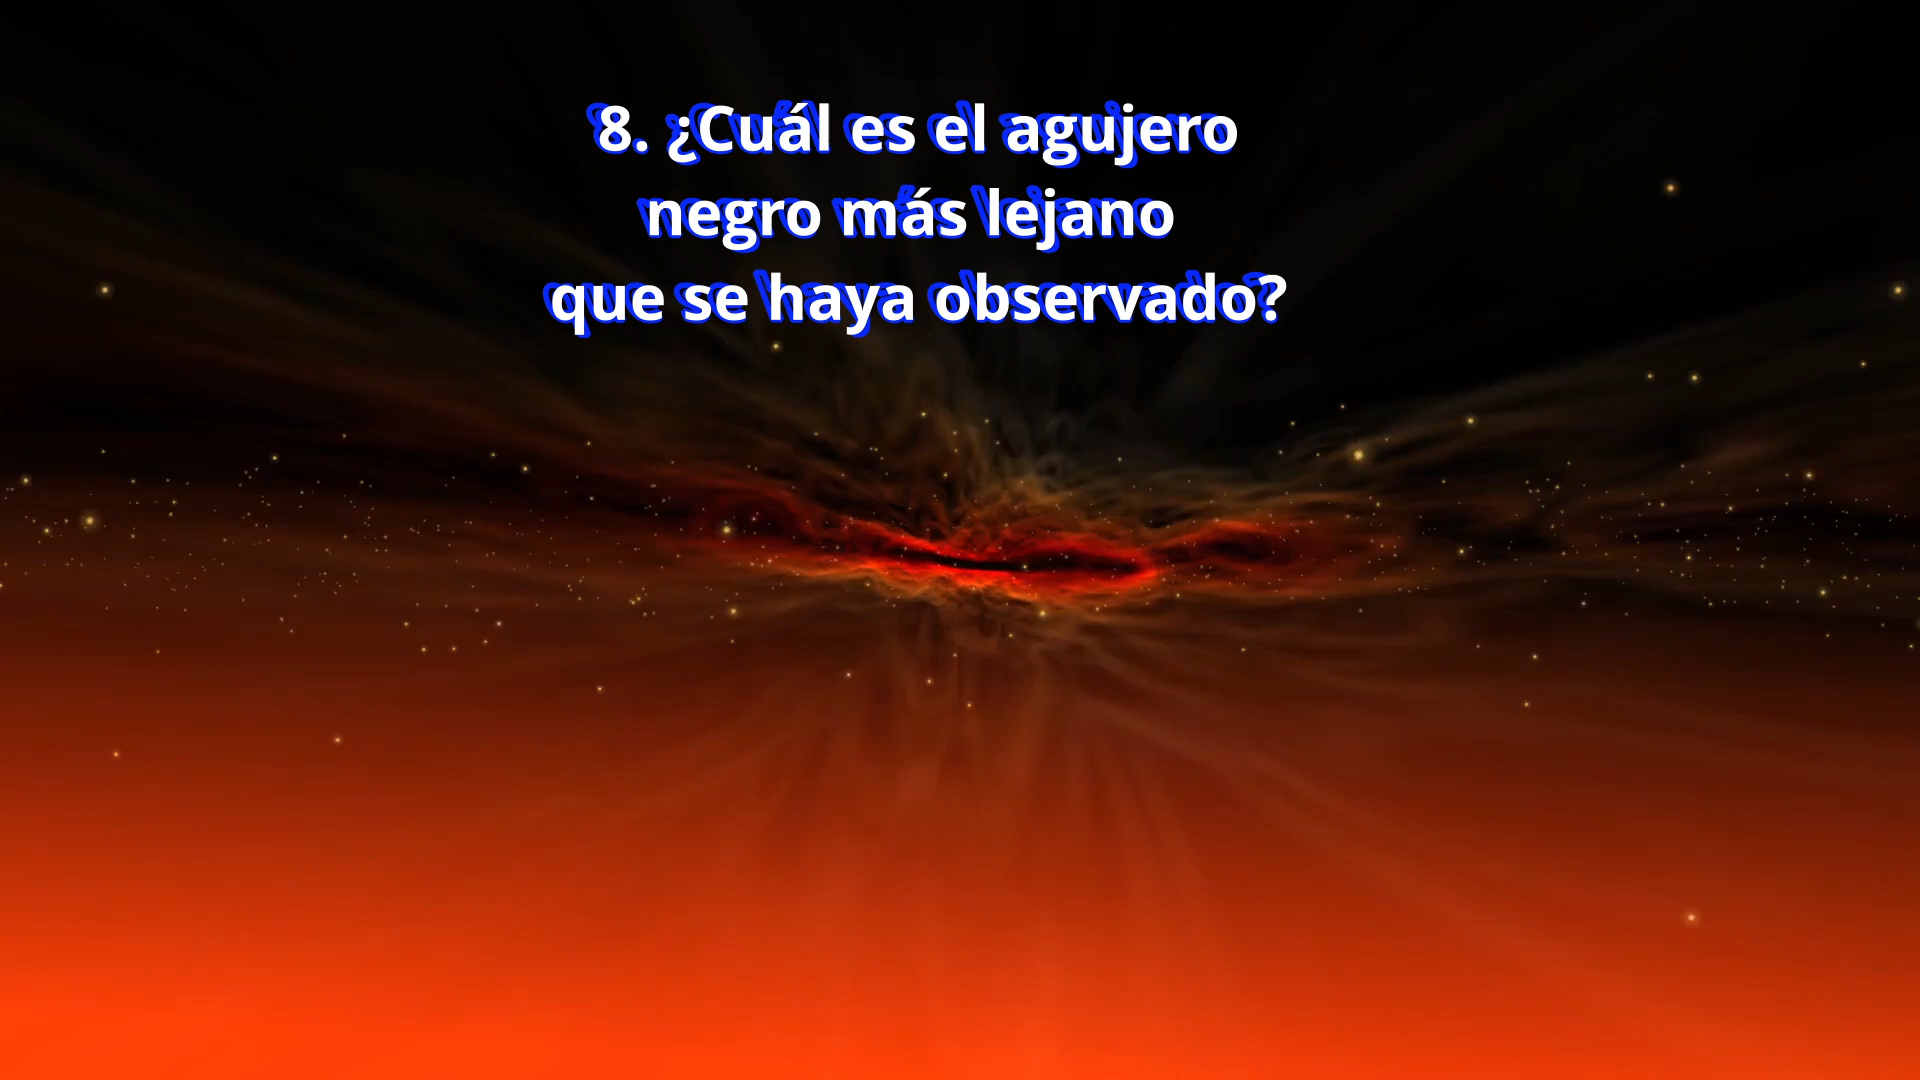 8. ¿Cuál es el agujero
negro más lejano
que se haya observado?